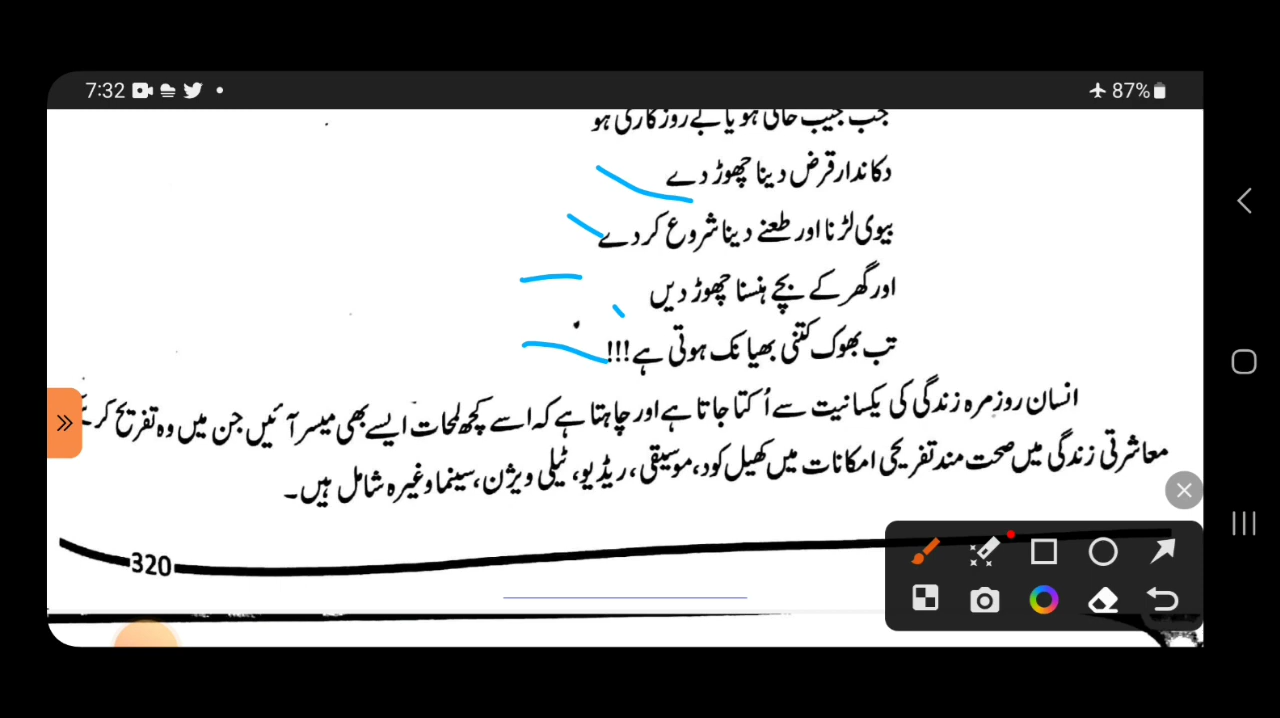 7:32
87%
جب جیب خالی ہو یا بے روزگاری ہو
دکاندار قرض دینا چھوڑ دے
بیوی لڑنا اور طعنے دینا شروع کر دے
اور گھر کے بچے ہنسنا چھوڑ دیں
تب بھوک کتنی بھیانک ہوتی ہے!!!
انسان روزمرہ زندگی کی یکسانیت سے اُکتا جاتا ہے اور چاہتا ہے کہ اسے کچھ لمحات ایسے بھی میسر آئیں جن میں وہ تفریح کر
معاشرتی زندگی میں صحت مند تفریحی امکانات میں کھیل کود، موسیقی، ریڈیو، ٹیلی ویژن، سینما وغیرہ شامل ہیں۔
320